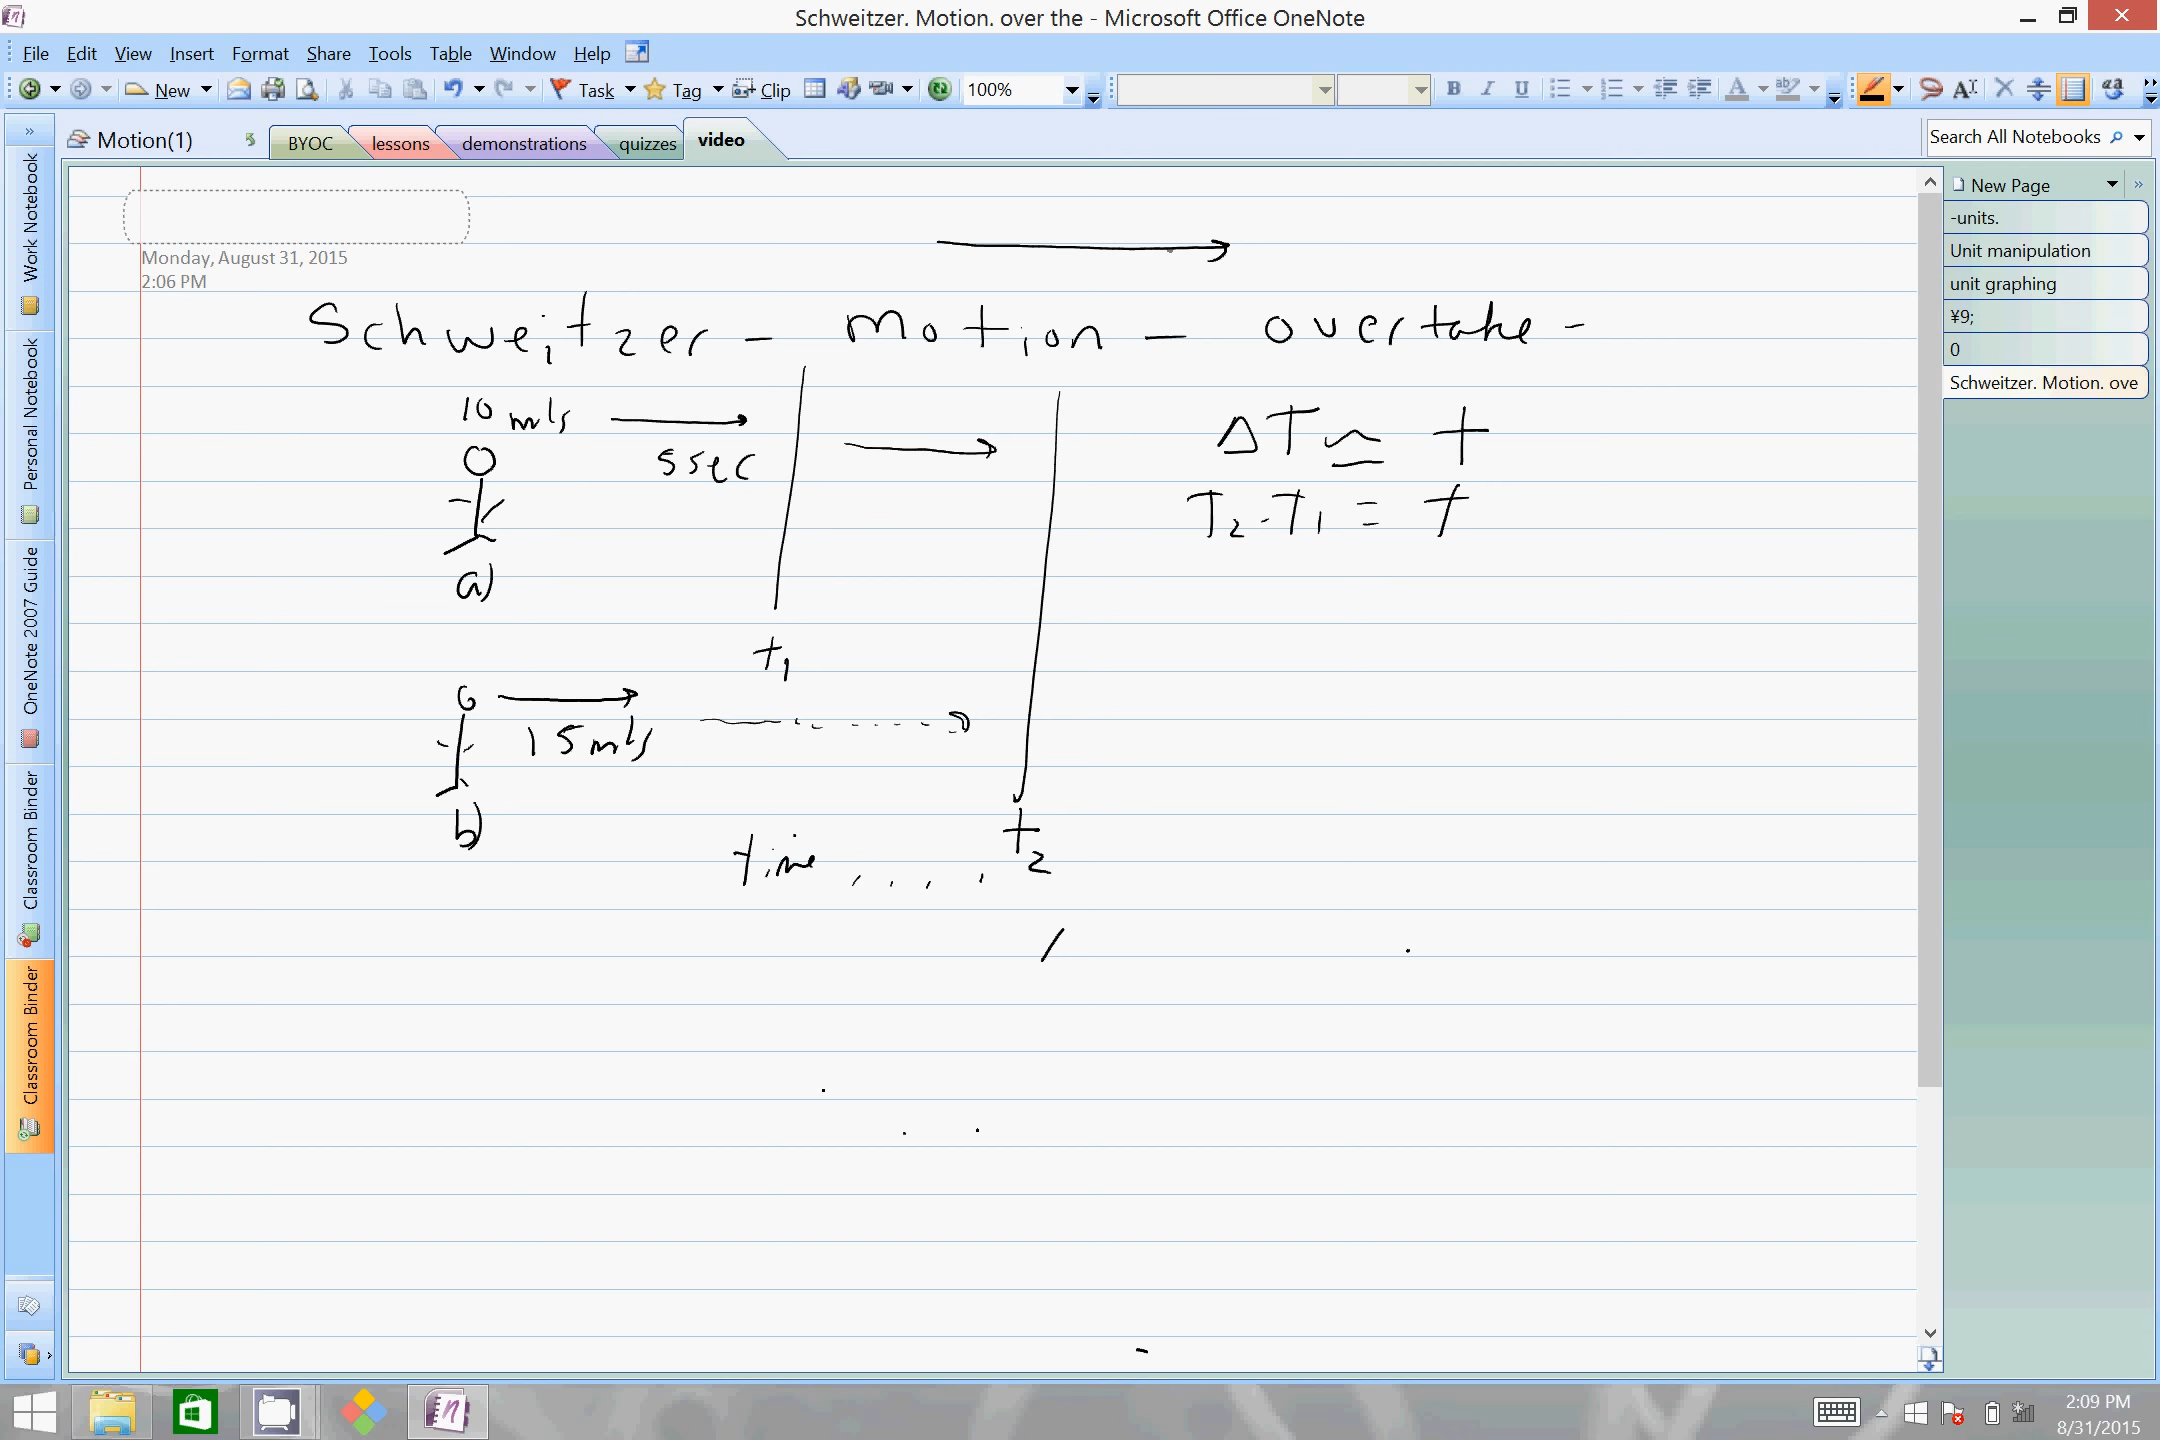 Schweitzer. Motion. over the - Microsoft Office OneNote
File Edit View Insert Format Share Tools Table Window Help
New Task Tag Clip 100%
Motion(1) BYOC lessons demonstrations quizzes video
Search All Notebooks
Work Notebook
Personal Notebook
OneNote 2007 Guide
Classroom Binder
Classroom Binder
New Page
-units.
Unit manipulation
unit graphing
¥9;
0
Schweitzer. Motion. ove
Monday, August 31, 2015
2:06 PM
Schweitzer - motion - overtake -
10 m/s
5 sec
a)
t1
15 m/s
b)
time . . . .
t2
ΔT ≃ t
T2 - T1 = t
2:09 PM
8/31/2015